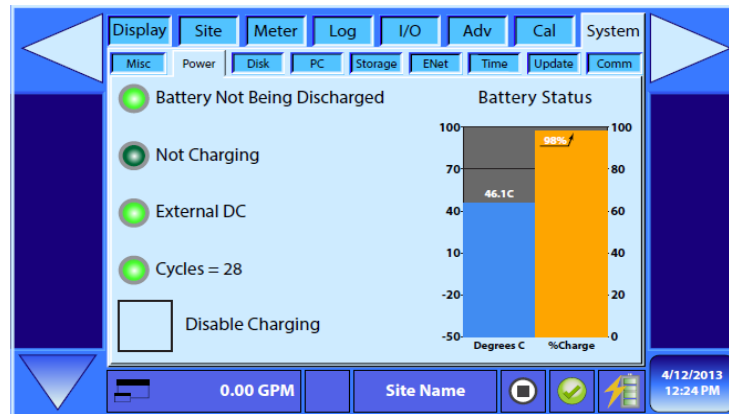 Display Site Meter Log I/O Adv Cal System
Misc Power Disk PC Storage ENet Time Update Comm
Battery Not Being Discharged
Not Charging
External DC
Cycles = 28
Disable Charging
Battery Status
100 100
98%
70 80
46.1C
40 60
10 40
-20 20
-50 0
Degrees C %Charge
0.00 GPM Site Name
4/12/2013
12:24 PM